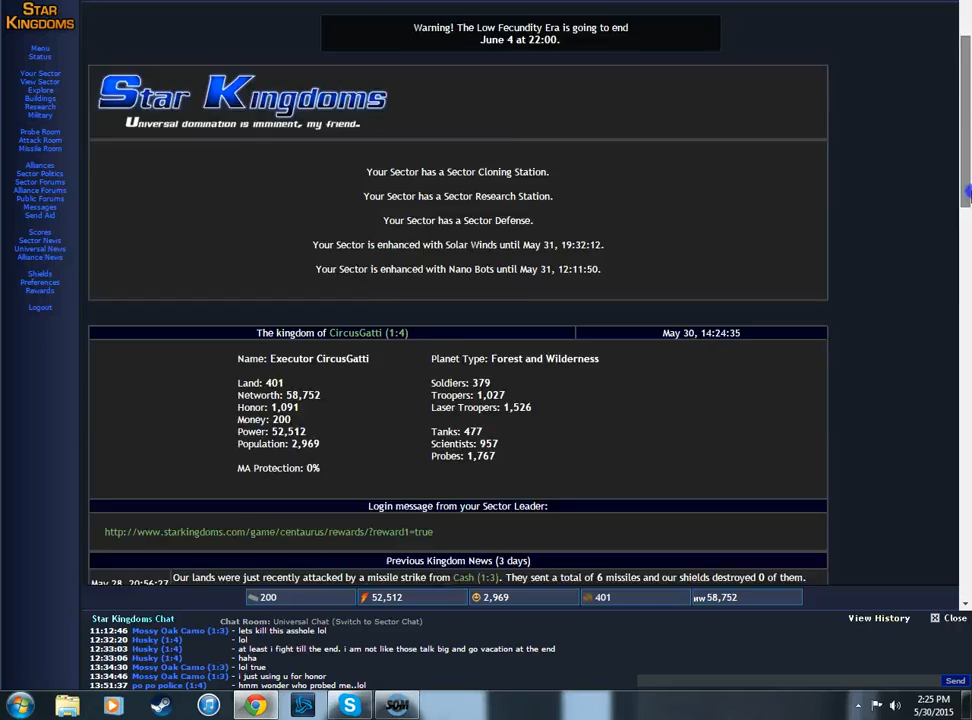 STAR
KINGDOMS
Menu
Status
Your Sector
View Sector
Explore
Buildings
Research
Military
Probe Room
Attack Room
Missile Room
Alliances
Sector Politics
Sector Forums
Alliance Forums
Public Forums
Messages
Send Aid
Scores
Sector News
Universal News
Alliance News
Shields
Preferences
Rewards
Logout
Warning! The Low Fecundity Era is going to end
June 4 at 22:00.
Star Kingdoms
Universal domination is imminent, my friend.
Your Sector has a Sector Cloning Station.
Your Sector has a Sector Research Station.
Your Sector has a Sector Defense.
Your Sector is enhanced with Solar Winds until May 31, 19:32:12.
Your Sector is enhanced with Nano Bots until May 31, 12:11:50.
The kingdom of CircusGatti (1:4) May 30, 14:24:35
Name: Executor CircusGatti Planet Type: Forest and Wilderness
Land: 401 Soldiers: 379
Networth: 58,752 Troopers: 1,027
Honor: 1,091 Laser Troopers: 1,526
Money: 200
Power: 52,512 Tanks: 477
Population: 2,969 Scientists: 957
Probes: 1,767
MA Protection: 0%
Login message from your Sector Leader:
http://www.starkingdoms.com/game/centaurus/rewards/?reward1=true
Previous Kingdom News (3 days)
May 28, 20:56:27 Our lands were just recently attacked by a missile strike from Cash (1:3). They sent a total of 6 missiles and our shields destroyed 0 of them.
200 52,512 2,969 401 NW 58,752
Star Kingdoms Chat Chat Room: Universal Chat (Switch to Sector Chat) View History Close
11:12:46 Mossy Oak Camo (1:3) - lets kill this asshole lol
12:32:20 Husky (1:4) - lol
12:33:03 Husky (1:4) - at least i fight till the end. i am not like those talk big and go vacation at the end
12:33:06 Husky (1:4) - haha
13:34:30 Mossy Oak Camo (1:3) - lol true
13:34:46 Mossy Oak Camo (1:3) - i just using u for honor
13:51:37 po po police (1:4) - hmm wonder who probed me..lol
Send
SQM
2:25 PM
5/30/2015